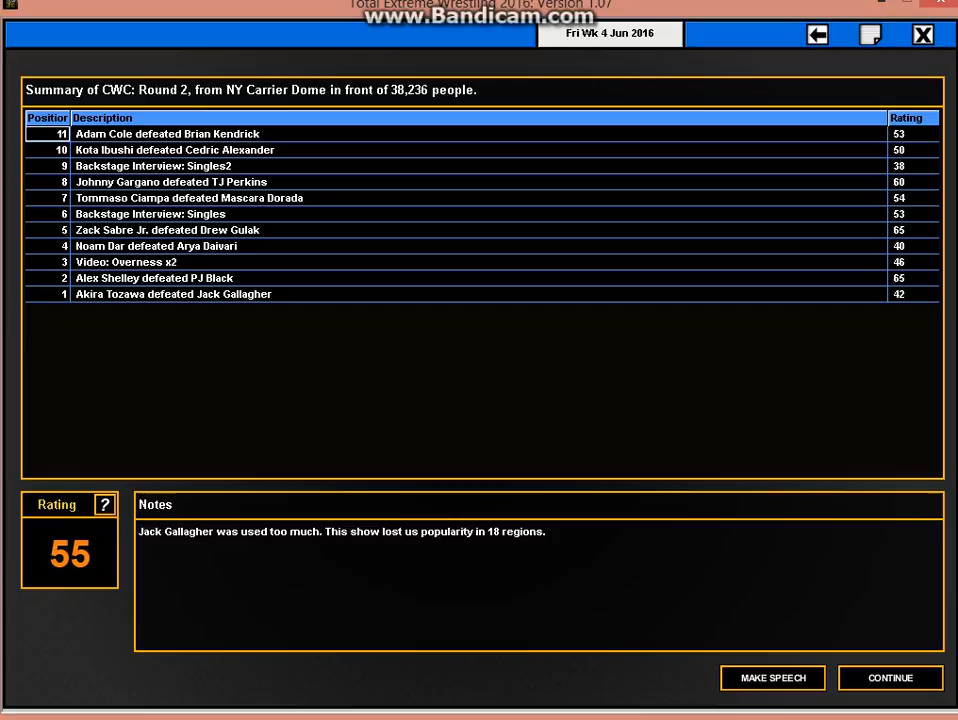 Total Extreme Wrestling 2016: Version 1.07
www.Bandicam.com
Fri Wk 4 Jun 2016
Summary of CWC: Round 2, from NY Carrier Dome in front of 38,236 people.
Position Description Rating
11 Adam Cole defeated Brian Kendrick 53
10 Kota Ibushi defeated Cedric Alexander 50
9 Backstage Interview: Singles2 38
8 Johnny Gargano defeated TJ Perkins 60
7 Tommaso Ciampa defeated Mascara Dorada 54
6 Backstage Interview: Singles 53
5 Zack Sabre Jr. defeated Drew Gulak 65
4 Noam Dar defeated Arya Daivari 40
3 Video: Overness x2 46
2 Alex Shelley defeated PJ Black 65
1 Akira Tozawa defeated Jack Gallagher 42
Rating ?
55
Notes
Jack Gallagher was used too much. This show lost us popularity in 18 regions.
MAKE SPEECH
CONTINUE